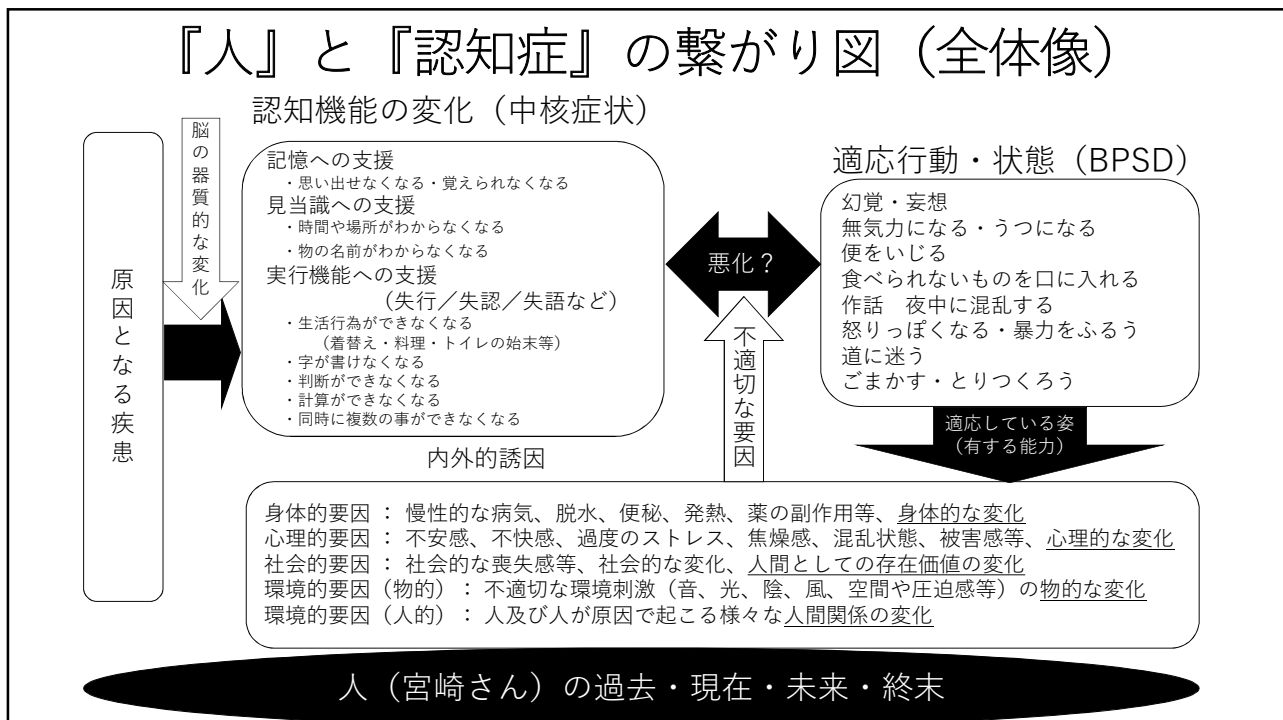 『人』と『認知症』の繋がり図（全体像）
原因となる疾患
脳の器質的な変化
認知機能の変化（中核症状）
記憶への支援
・思い出せなくなる・覚えられなくなる
見当識への支援
・時間や場所がわからなくなる
・物の名前がわからなくなる
実行機能への支援
（失行／失認／失語など）
・生活行為ができなくなる
（着替え・料理・トイレの始末等）
・字が書けなくなる
・判断ができなくなる
・計算ができなくなる
・同時に複数の事ができなくなる
悪化？
不適切な要因
適応行動・状態（BPSD）
幻覚・妄想
無気力になる・うつになる
便をいじる
食べられないものを口に入れる
作話　夜中に混乱する
怒りっぽくなる・暴力をふるう
道に迷う
ごまかす・とりつくろう
適応している姿
（有する能力）
内外的誘因
身体的要因 ： 慢性的な病気、脱水、便秘、発熱、薬の副作用等、身体的な変化
心理的要因 ： 不安感、不快感、過度のストレス、焦燥感、混乱状態、被害感等、心理的な変化
社会的要因 ： 社会的な喪失感等、社会的な変化、人間としての存在価値の変化
環境的要因（物的） ： 不適切な環境刺激（音、光、陰、風、空間や圧迫感等）の物的な変化
環境的要因（人的） ： 人及び人が原因で起こる様々な人間関係の変化
人（宮崎さん）の過去・現在・未来・終末